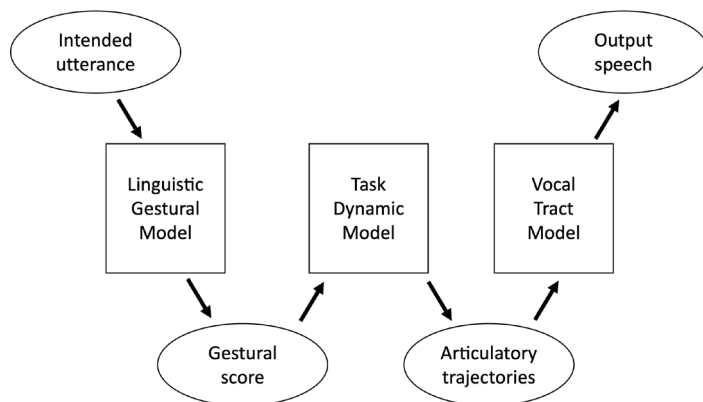 Intended
utterance
Linguistic
Gestural
Model
Gestural
score
Task
Dynamic
Model
Articulatory
trajectories
Vocal
Tract
Model
Output
speech